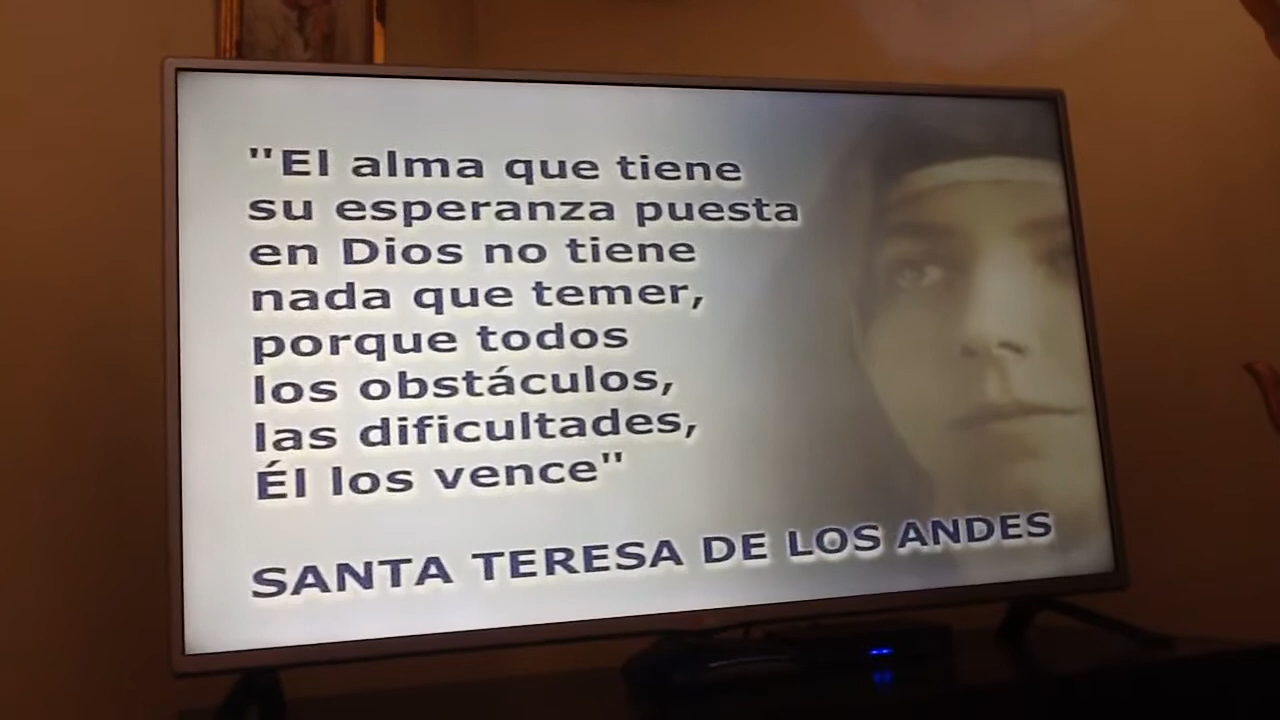 "El alma que tiene
su esperanza puesta
en Dios no tiene
nada que temer,
porque todos
los obstáculos,
las dificultades,
Él los vence"
SANTA TERESA DE LOS ANDES